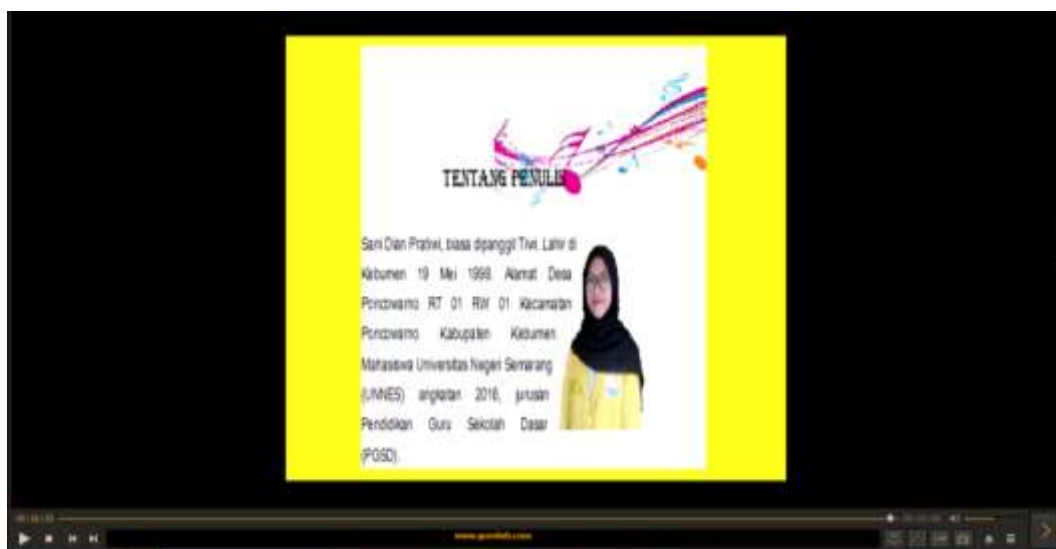 TENTANG PENULIS
Sani Dian Pratiwi, biasa dipanggil Tiwi. Lahir di
Kebumen 19 Mei 1998. Alamat Desa
Poncowarno RT 01 RW 01 Kecamatan
Poncowarno Kabupaten Kebumen
Mahasiswa Universitas Negeri Semarang
(UNNES) angkatan 2016, jurusan
Pendidikan Guru Sekolah Dasar
(PGSD).